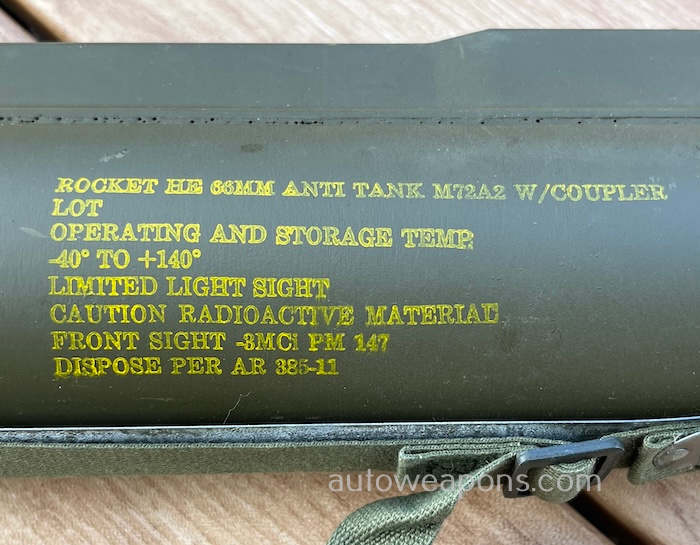 ROCKET HE 66MM ANTI TANK M72A2 W/COUPLER
LOT
OPERATING AND STORAGE TEMP.
-40° TO +140°
LIMITED LIGHT SIGHT
CAUTION RADIOACTIVE MATERIAL
FRONT SIGHT -3MCi PM 147
DISPOSE PER AR 385-11
autoweapons.com